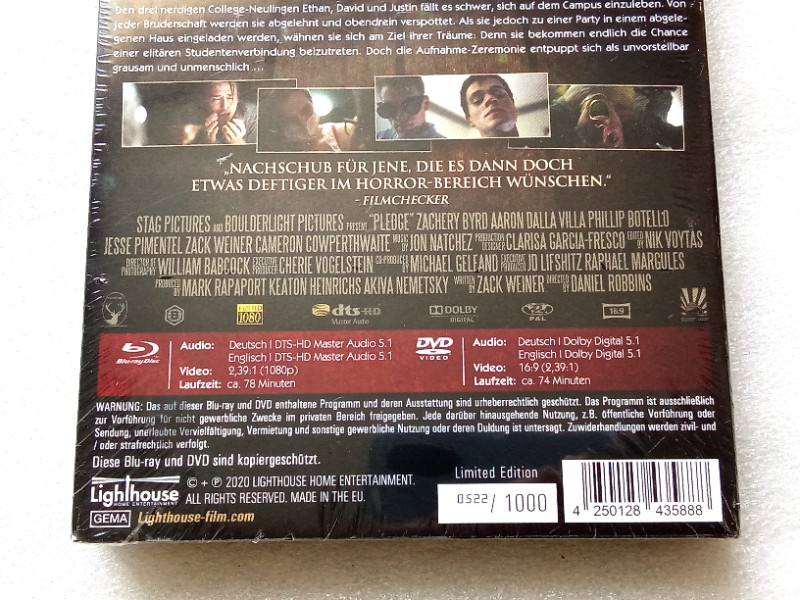 Den drei nerdigen College-Neulingen Ethan, David und Justin fällt es schwer, sich auf dem Campus einzuleben. Von
jeder Bruderschaft werden sie abgelehnt und obendrein verspottet. Als sie jedoch zu einer Party in einem abgele-
genen Haus eingeladen werden, wähnen sie sich am Ziel ihrer Träume: Denn sie bekommen endlich die Chance
einer elitären Studentenverbindung beizutreten. Doch die Aufnahme-Zeremonie entpuppt sich als unvorstellbar
grausam und unmenschlich ...
„NACHSCHUB FÜR JENE, DIE ES DANN DOCH
ETWAS DEFTIGER IM HORROR-BEREICH WÜNSCHEN.“
- FILMCHECKER
STAG PICTURES AND BOULDERLIGHT PICTURES PRESENT "PLEDGE" ZACHERY BYRD AARON DALLA VILLA PHILLIP BOTELLO
JESSE PIMENTEL ZACK WEINER CAMERON COWPERTHWAITE MUSIC BY JON NATCHEZ PRODUCTION DESIGNER CLARISA GARCIA-FRESCO EDITED BY NIK VOYTAS
DIRECTOR OF PHOTOGRAPHY WILLIAM BABCOCK EXECUTIVE PRODUCER CHERIE VOGELSTEIN CO-PRODUCER MICHAEL GELFAND EXECUTIVE PRODUCER JD LIFSHITZ RAPHAEL MARGULES
PRODUCED BY MARK RAPAPORT KEATON HEINRICHS AKIVA NEMETSKY WRITTEN BY ZACK WEINER DIRECTED BY DANIEL ROBBINS
1080 dts-HD Master Audio DOLBY DIGITAL PAL 16:9
Blu-ray Disc Audio: Deutsch | DTS-HD Master Audio 5.1
Englisch | DTS-HD Master Audio 5.1
Video: 2,39:1 (1080p)
Laufzeit: ca. 78 Minuten
DVD VIDEO Audio: Deutsch | Dolby Digital 5.1
Englisch | Dolby Digital 5.1
Video: 16:9 (2,39:1)
Laufzeit: ca. 74 Minuten
WARNUNG: Das auf dieser Blu-ray und DVD enthaltene Programm und deren Ausstattung sind urheberrechtlich geschützt. Das Programm ist ausschließlich
zur Vorführung für nicht gewerbliche Zwecke im privaten Bereich freigegeben. Jede darüber hinausgehende Nutzung, z.B. öffentliche Vorführung oder
Sendung, unerlaubte Vervielfältigung, Vermietung und sonstige gewerbliche Nutzung oder deren Duldung ist untersagt. Zuwiderhandlungen werden zivil- und
/ oder strafrechtlich verfolgt.
Diese Blu-ray und DVD sind kopiergeschützt.
Lighthouse
HOME ENTERTAINMENT
© + ℗ 2020 LIGHTHOUSE HOME ENTERTAINMENT.
ALL RIGHTS RESERVED. MADE IN THE EU.
GEMA Lighthouse-film.com
Limited Edition
0522/1000
4 250128 435888